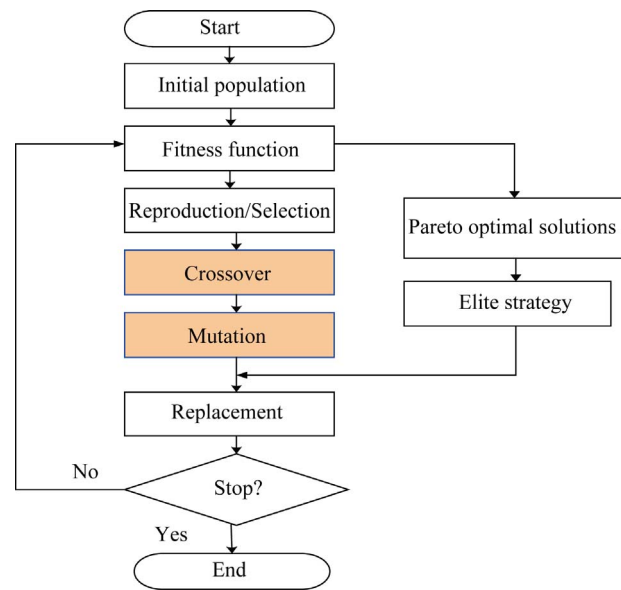 Start
Initial population
Fitness function
Reproduction/Selection
Pareto optimal solutions
Crossover
Elite strategy
Mutation
Replacement
No
Stop?
Yes
End